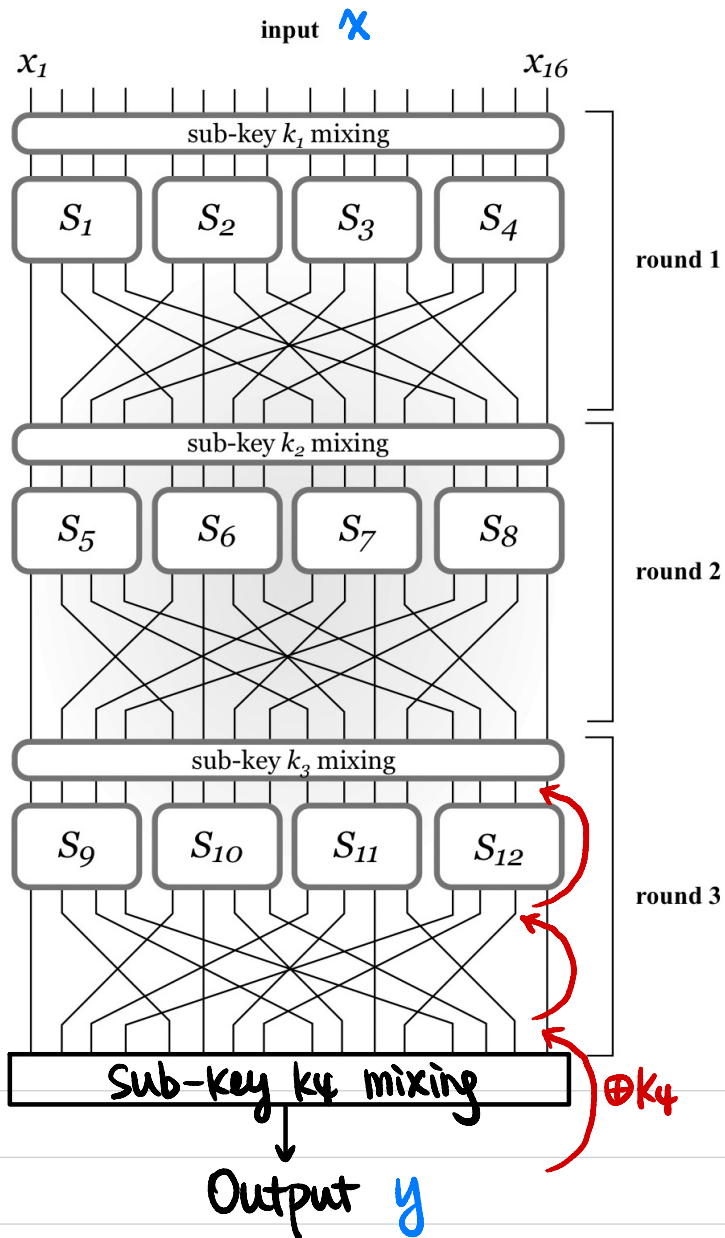 input x
x₁ x₁₆
sub-key k₁ mixing
S₁ S₂ S₃ S₄
round 1
sub-key k₂ mixing
S₅ S₆ S₇ S₈
round 2
sub-key k₃ mixing
S₉ S₁₀ S₁₁ S₁₂
round 3
Sub-key k₄ mixing
⊕k₄
Output y